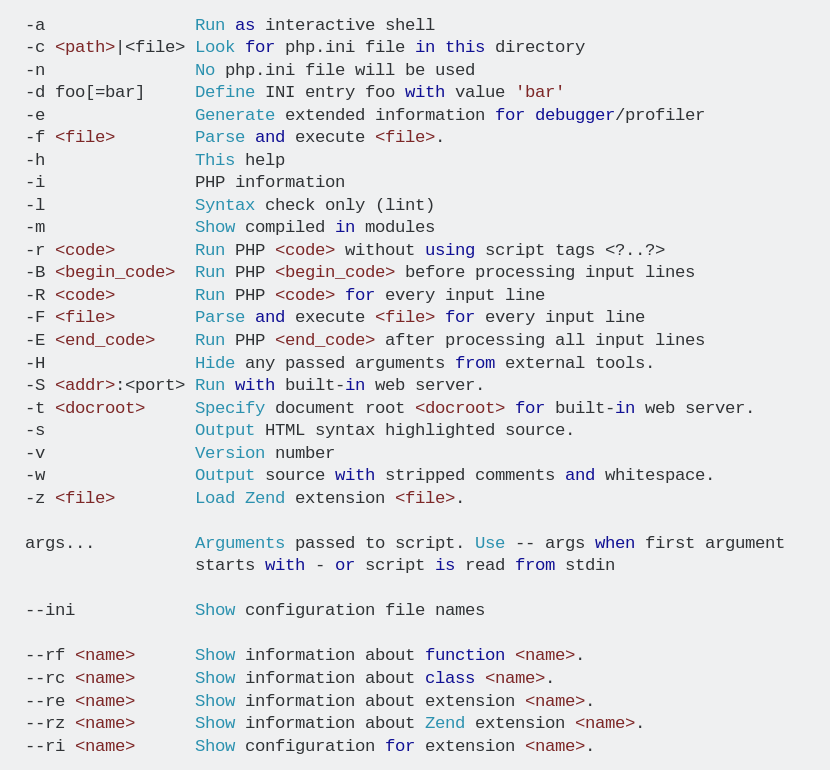 -a               Run as interactive shell
-c <path>|<file> Look for php.ini file in this directory
-n               No php.ini file will be used
-d foo[=bar]     Define INI entry foo with value 'bar'
-e               Generate extended information for debugger/profiler
-f <file>        Parse and execute <file>.
-h               This help
-i               PHP information
-l               Syntax check only (lint)
-m               Show compiled in modules
-r <code>        Run PHP <code> without using script tags <?..?>
-B <begin_code>  Run PHP <begin_code> before processing input lines
-R <code>        Run PHP <code> for every input line
-F <file>        Parse and execute <file> for every input line
-E <end_code>    Run PHP <end_code> after processing all input lines
-H               Hide any passed arguments from external tools.
-S <addr>:<port> Run with built-in web server.
-t <docroot>     Specify document root <docroot> for built-in web server.
-s               Output HTML syntax highlighted source.
-v               Version number
-w               Output source with stripped comments and whitespace.
-z <file>        Load Zend extension <file>.

args...          Arguments passed to script. Use -- args when first argument
                 starts with - or script is read from stdin

--ini            Show configuration file names

--rf <name>      Show information about function <name>.
--rc <name>      Show information about class <name>.
--re <name>      Show information about extension <name>.
--rz <name>      Show information about Zend extension <name>.
--ri <name>      Show configuration for extension <name>.